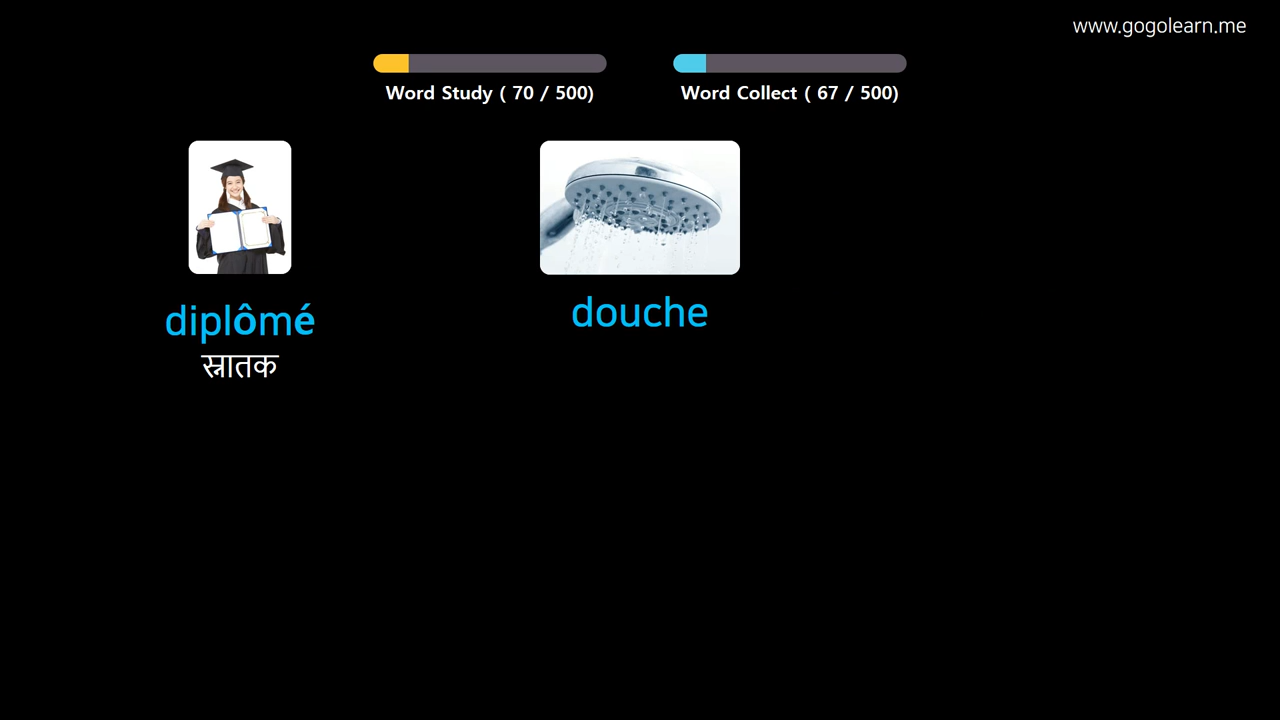 www.gogolearn.me
Word Study ( 70 / 500)
Word Collect ( 67 / 500)
diplômé
स्नातक
douche